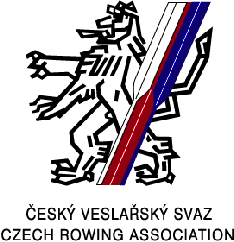 ČESKÝ VESLAŘSKÝ SVAZ
CZECH ROWING ASSOCIATION